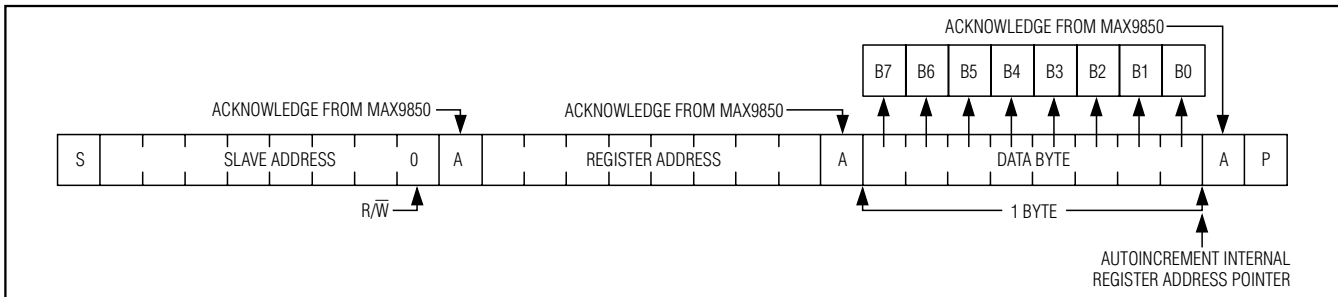 ACKNOWLEDGE FROM MAX9850
B7 B6 B5 B4 B3 B2 B1 B0
ACKNOWLEDGE FROM MAX9850
ACKNOWLEDGE FROM MAX9850
S SLAVE ADDRESS 0 A REGISTER ADDRESS A DATA BYTE A P
R/W̅
1 BYTE
AUTOINCREMENT INTERNAL
REGISTER ADDRESS POINTER